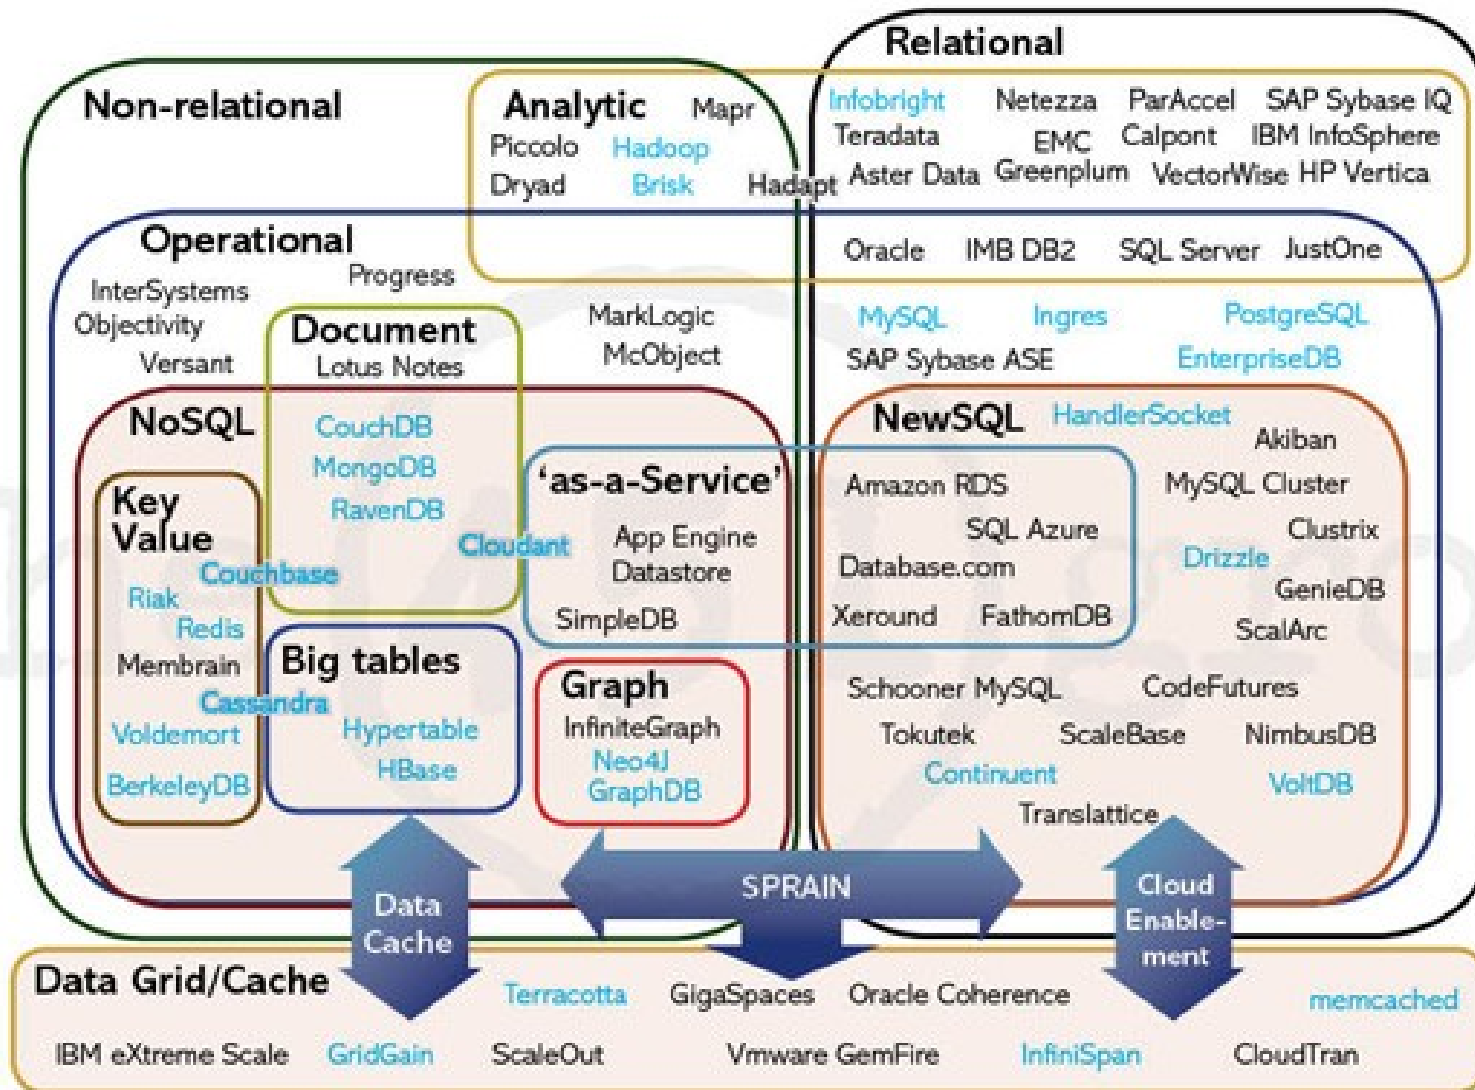 Relational
Non-relational
Analytic Mapr
Piccolo Hadoop
Dryad Brisk Hadapt
Infobright Netezza ParAccel SAP Sybase IQ
Teradata EMC Calpont IBM InfoSphere
Aster Data Greenplum VectorWise HP Vertica
Operational
Progress
InterSystems
Objectivity
Versant
Oracle IMB DB2 SQL Server JustOne
Document
Lotus Notes
MarkLogic
McObject
MySQL Ingres PostgreSQL
SAP Sybase ASE EnterpriseDB
NoSQL
CouchDB
MongoDB
RavenDB
Cloudant
Key
Value
Couchbase
Riak
Redis
Membrain
Cassandra
Voldemort
BerkeleyDB
Big tables
Hypertable
HBase
'as-a-Service'
App Engine
Datastore
SimpleDB
Graph
InfiniteGraph
Neo4J
GraphDB
NewSQL HandlerSocket
Akiban
Amazon RDS MySQL Cluster
SQL Azure Clustrix
Database.com Drizzle
GenieDB
Xeround FathomDB ScalArc
Schooner MySQL CodeFutures
Tokutek ScaleBase NimbusDB
Continuent VoltDB
Translattice
Data
Cache
SPRAIN
Cloud
Enable-
ment
Data Grid/Cache
Terracotta GigaSpaces Oracle Coherence memcached
IBM eXtreme Scale GridGain ScaleOut Vmware GemFire InfiniSpan CloudTran